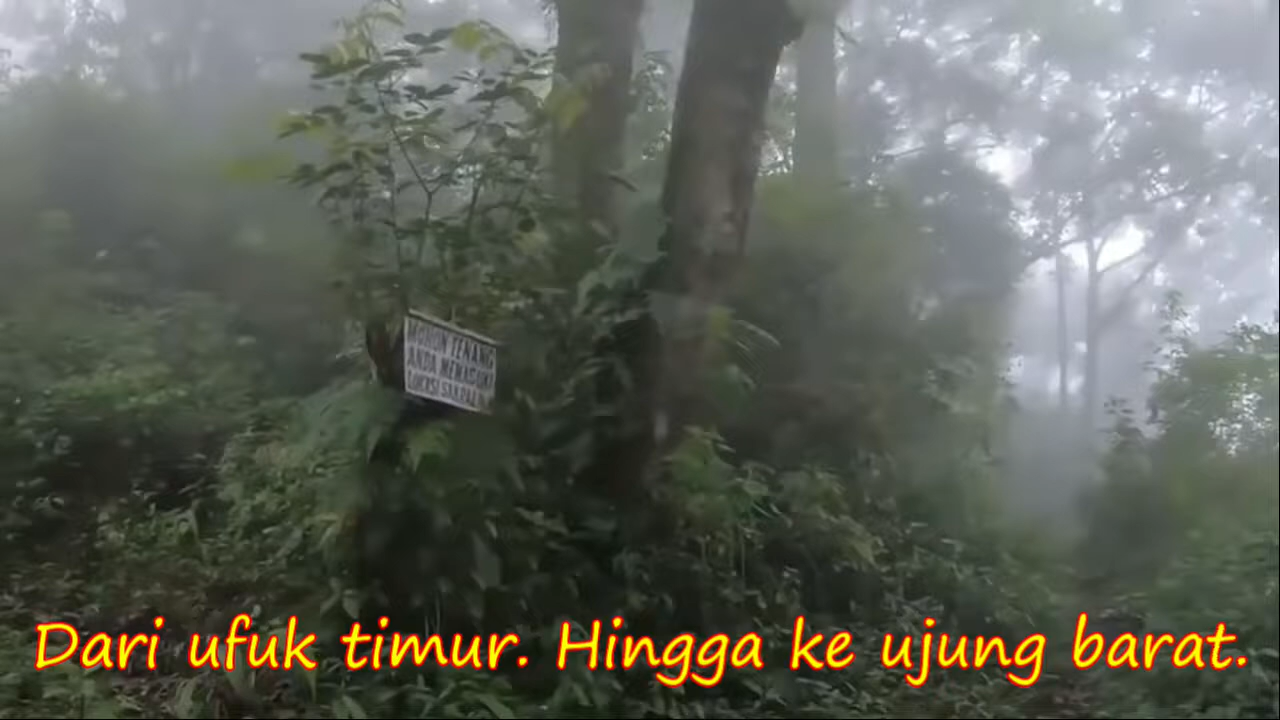 MOHON TENANG
ANDA MEMASUKI
LOKASI SAKRAL
Dari ufuk timur. Hingga ke ujung barat.